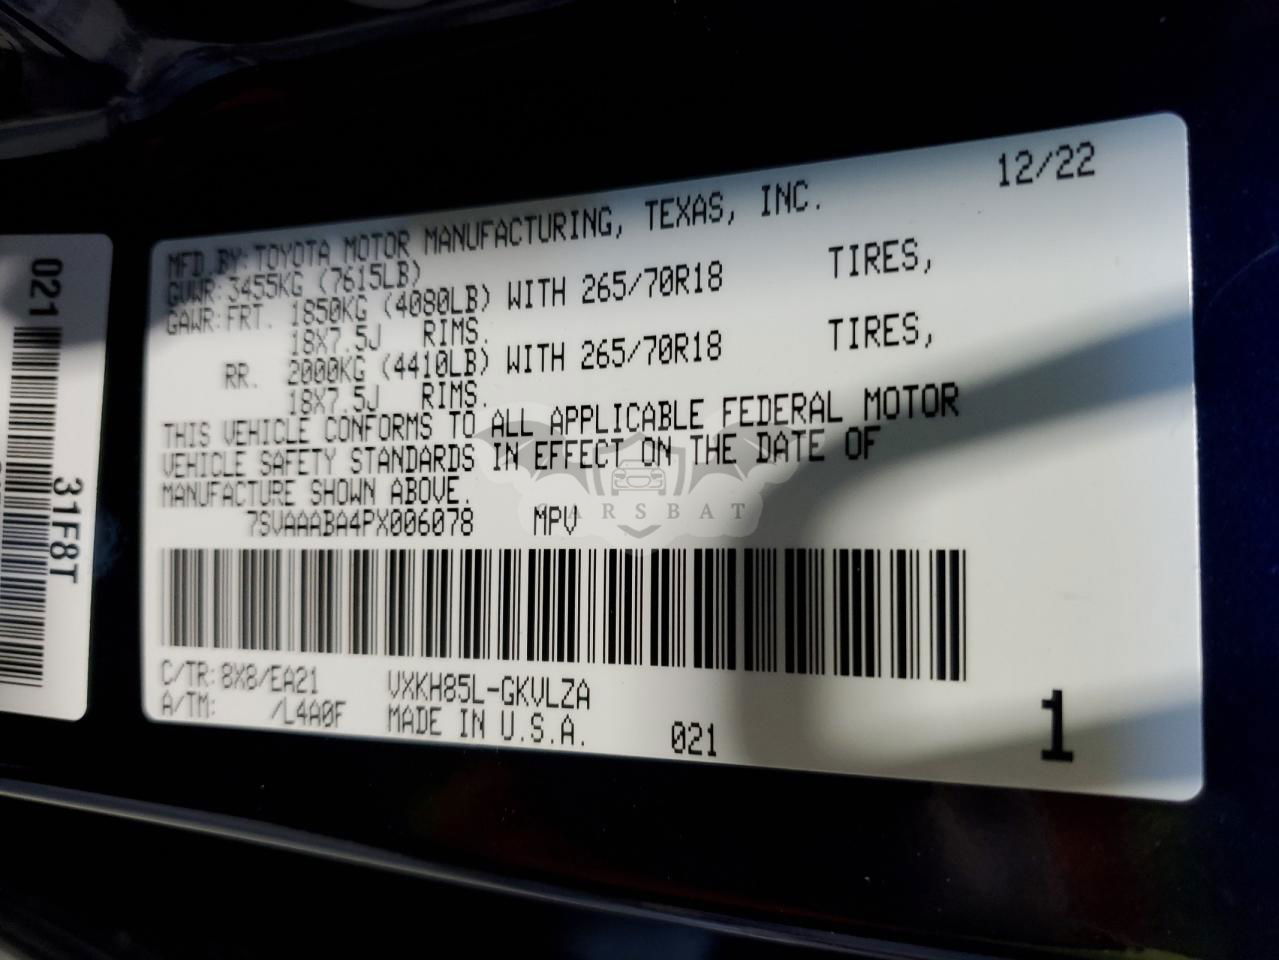 12/22
MFD.BY:TOYOTA MOTOR MANUFACTURING, TEXAS, INC.
GVWR:3455KG (7615LB)
GAWR:FRT. 1850KG (4080LB) WITH 265/70R18 TIRES,
18X7.5J RIMS.
RR. 2000KG (4410LB) WITH 265/70R18 TIRES,
18X7.5J RIMS.
THIS VEHICLE CONFORMS TO ALL APPLICABLE FEDERAL MOTOR
VEHICLE SAFETY STANDARDS IN EFFECT ON THE DATE OF
MANUFACTURE SHOWN ABOVE.
7SVAAABA4PX006078 MPV
CARSBAT
C/TR:8X8/EA21 VXKH85L-GKVLZA
A/TM: /L4A0F MADE IN U.S.A. 021
1
021
31F8T